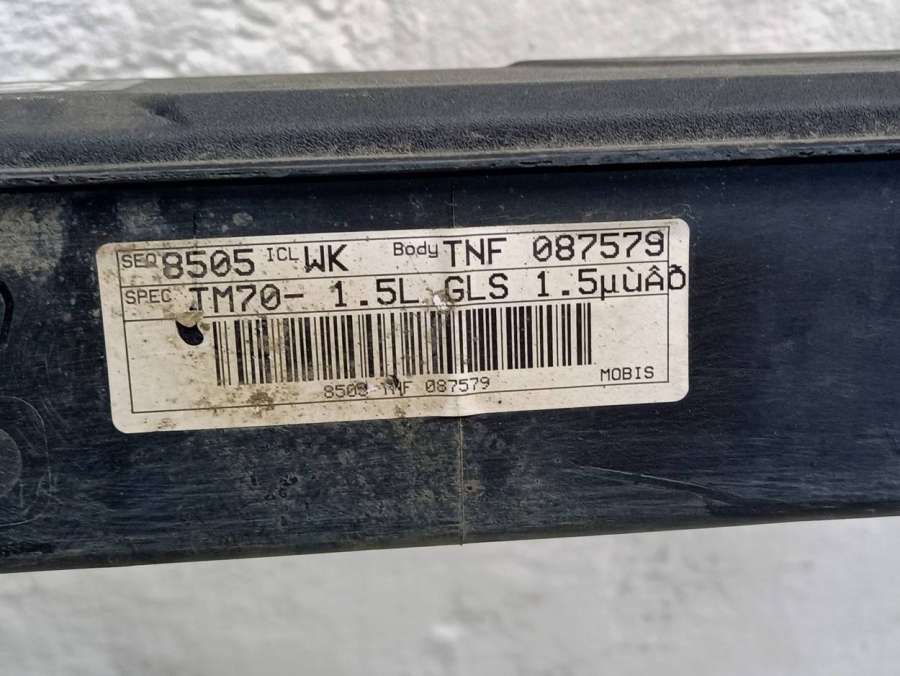 SEQ 8505 ICL WK Body TNF 087579
SPEC TM70- 1.5L GLS 1.5µùÂð
8505 TNF 087579
MOBIS